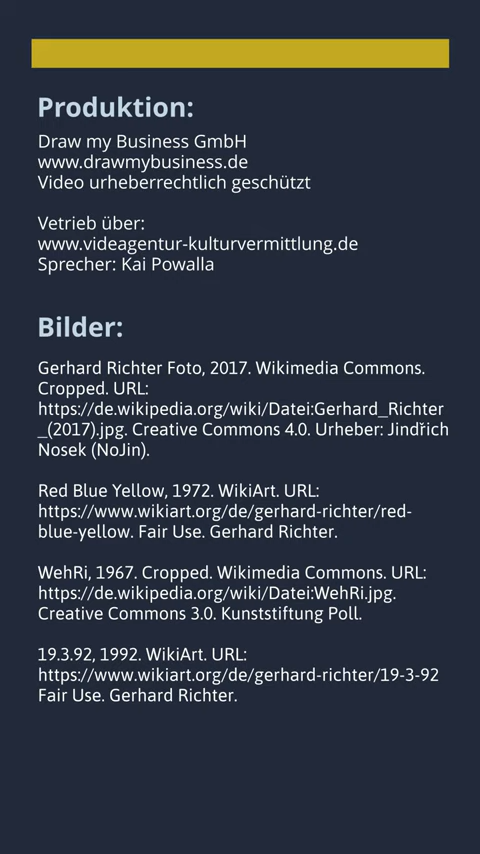 Produktion:
Draw my Business GmbH
www.drawmybusiness.de
Video urheberrechtlich geschützt
Vetrieb über:
www.videagentur-kulturvermittlung.de
Sprecher: Kai Powalla
Bilder:
Gerhard Richter Foto, 2017. Wikimedia Commons.
Cropped. URL:
https://de.wikipedia.org/wiki/Datei:Gerhard_Richter
_(2017).jpg. Creative Commons 4.0. Urheber: Jindřich
Nosek (NoJin).
Red Blue Yellow, 1972. WikiArt. URL:
https://www.wikiart.org/de/gerhard-richter/red-
blue-yellow. Fair Use. Gerhard Richter.
WehRi, 1967. Cropped. Wikimedia Commons. URL:
https://de.wikipedia.org/wiki/Datei:WehRi.jpg.
Creative Commons 3.0. Kunststiftung Poll.
19.3.92, 1992. WikiArt. URL:
https://www.wikiart.org/de/gerhard-richter/19-3-92
Fair Use. Gerhard Richter.